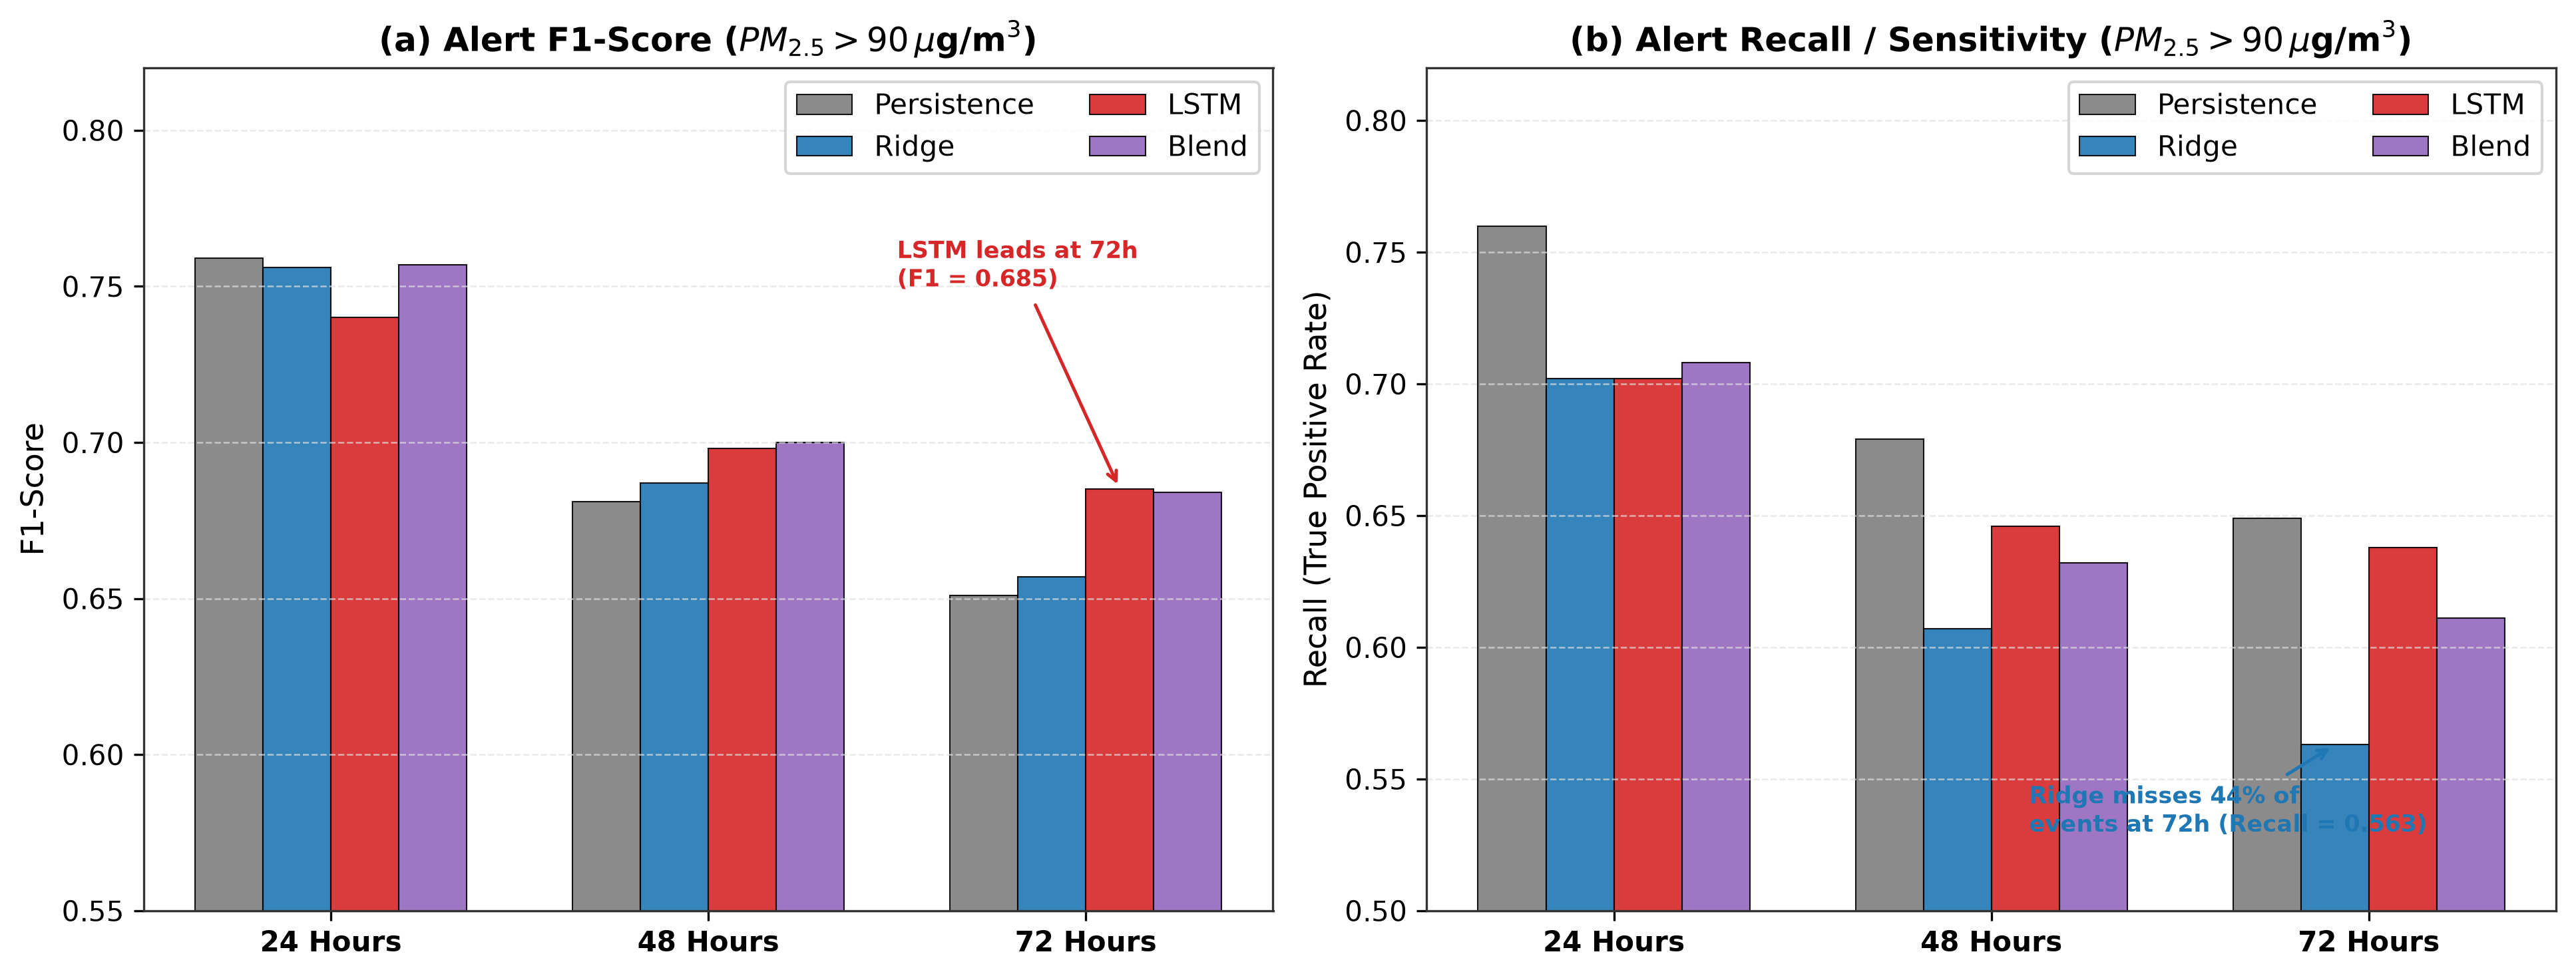 (a) Alert F1-Score (PM₂.₅ > 90 μg/m³)
Persistence
Ridge
LSTM
Blend
LSTM leads at 72h
(F1 = 0.685)
F1-Score
0.80
0.75
0.70
0.65
0.60
0.55
24 Hours
48 Hours
72 Hours
(b) Alert Recall / Sensitivity (PM₂.₅ > 90 μg/m³)
Persistence
Ridge
LSTM
Blend
Recall (True Positive Rate)
0.80
0.75
0.70
0.65
0.60
0.55
0.50
Ridge misses 44% of
events at 72h (Recall = 0.563)
24 Hours
48 Hours
72 Hours